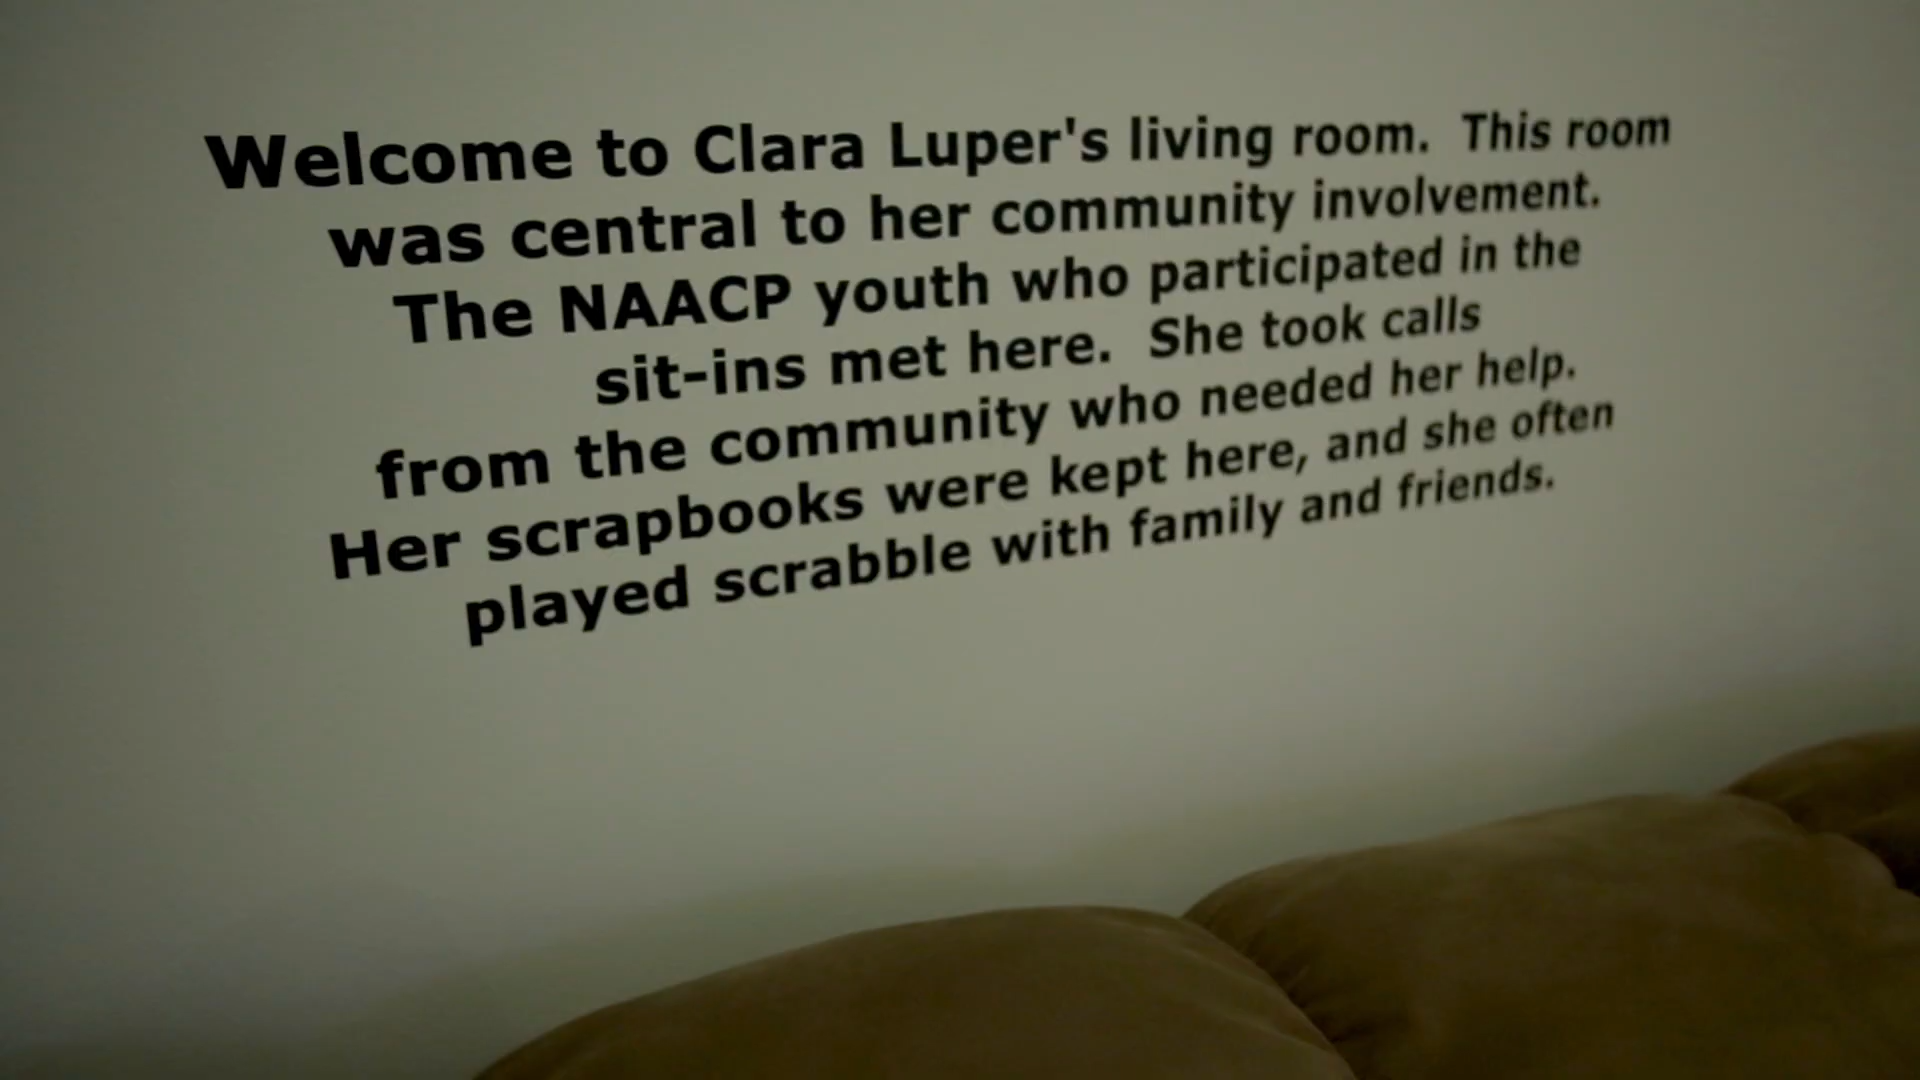 Welcome to Clara Luper's living room. This room
was central to her community involvement.
The NAACP youth who participated in the
sit-ins met here. She took calls
from the community who needed her help.
Her scrapbooks were kept here, and she often
played scrabble with family and friends.